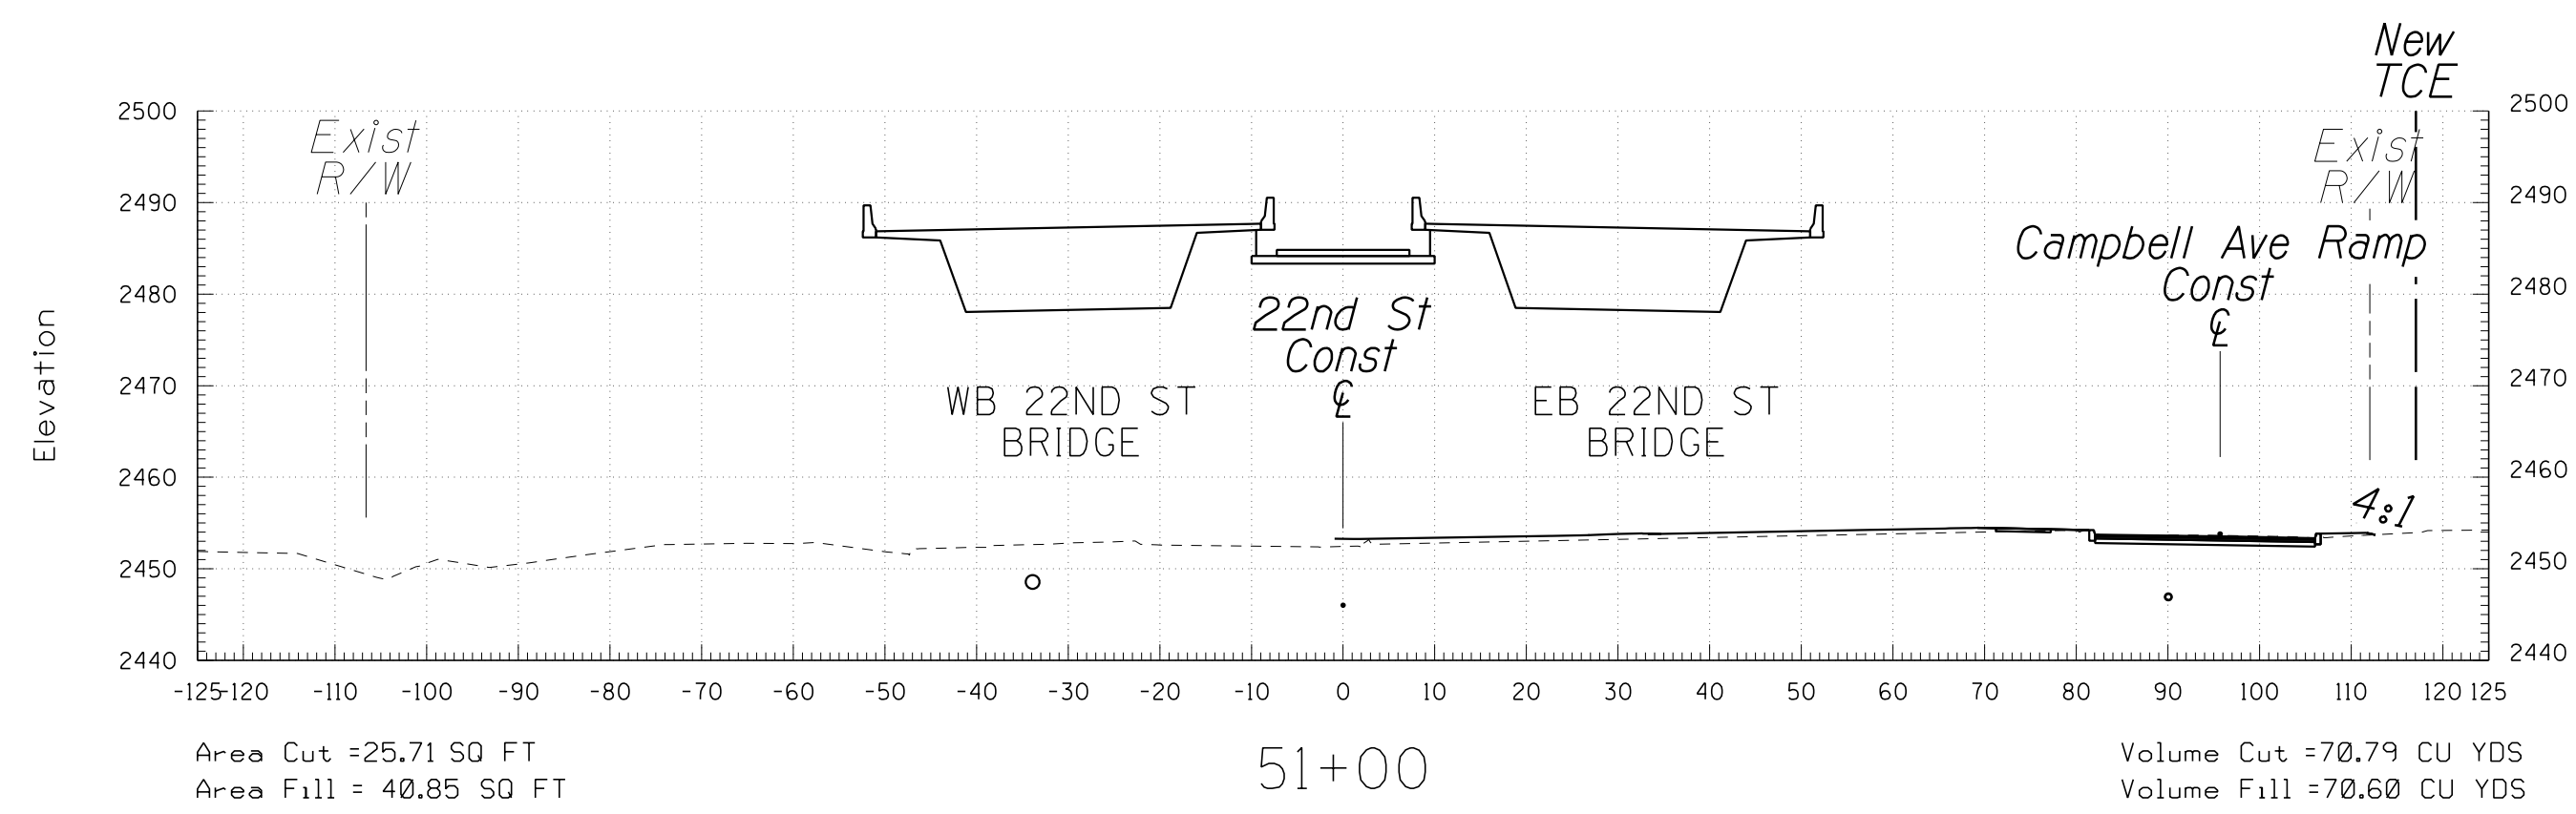 New
TCE
2500
2500
Exist
R/W
Exist
R/W
2490
2490
Campbell Ave Ramp
Const
℄
2480
2480
22nd St
Const
℄
Elevation
2470
2470
WB 22ND ST
BRIDGE
EB 22ND ST
BRIDGE
2460
2460
4:1
2450
2450
2440
2440
-125 -120 -110 -100 -90 -80 -70 -60 -50 -40 -30 -20 -10 0 10 20 30 40 50 60 70 80 90 100 110 120 125
Area Cut =25.71 SQ FT
Area Fill = 40.85 SQ FT
51+00
Volume Cut =70.79 CU YDS
Volume Fill =70.60 CU YDS